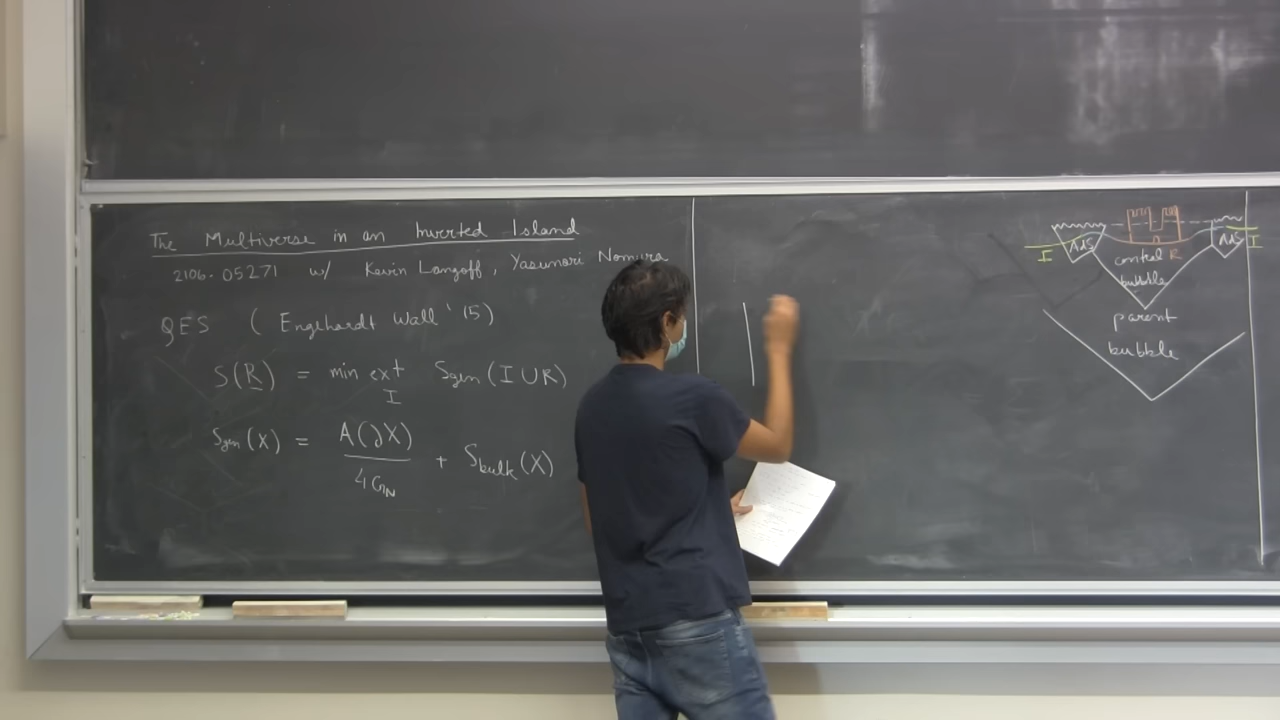 The Multiverse in an Inverted Island
2106.05271 w/ Kevin Langoff, Yasunori Nomura
QES ( Engelhardt Wall '15)
S(R) = min ext S_gen(I∪R)
I
S_gen(X) = A(∂X) / 4G_N + S_bulk(X)
I AdS central R AdS I
bubble
parent
bubble